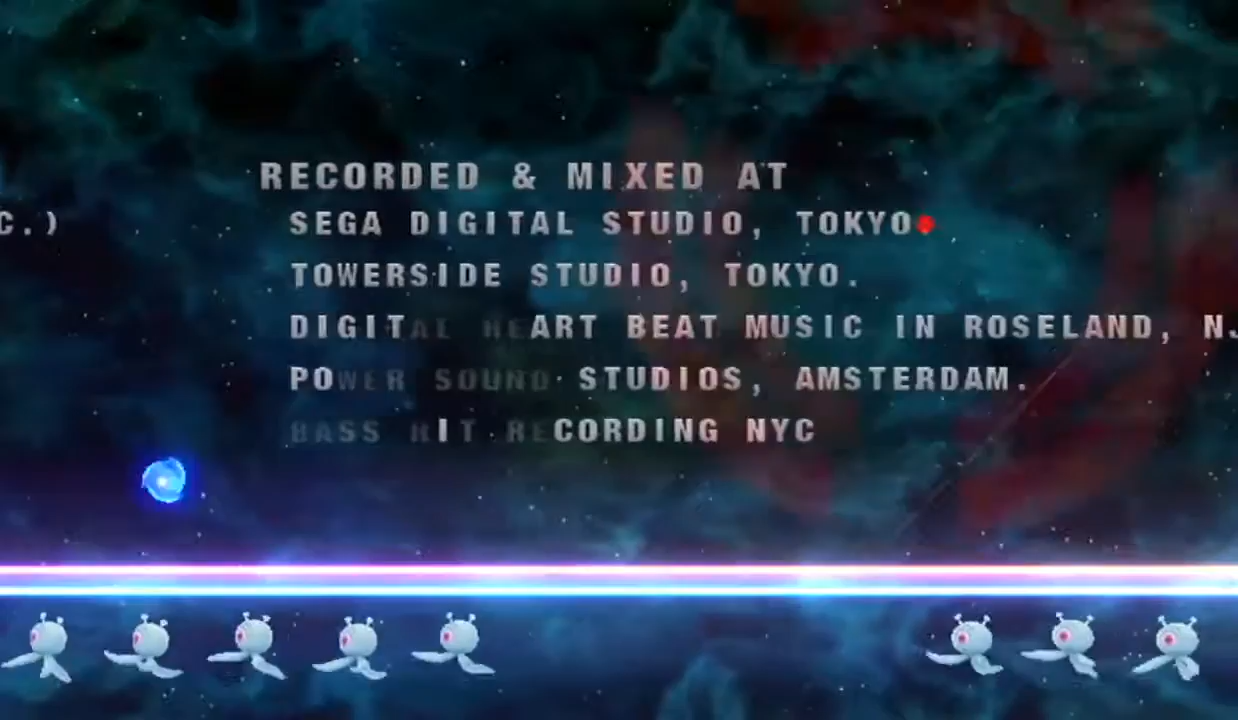 RECORDED & MIXED AT
C.)
SEGA DIGITAL STUDIO, TOKYO.
TOWERSIDE STUDIO, TOKYO.
DIGITAL HEART BEAT MUSIC IN ROSELAND, NJ
POWER SOUND STUDIOS, AMSTERDAM.
BASS HIT RECORDING NYC